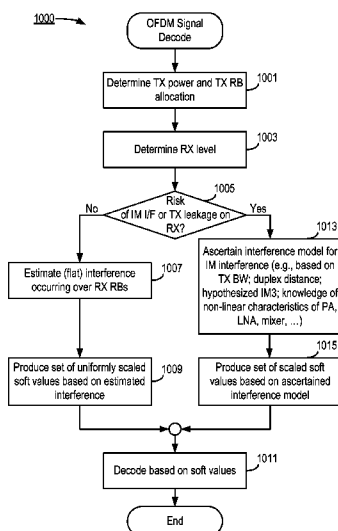 1000
OFDM Signal
Decode
1001
Determine TX power and TX RB
allocation
1003
Determine RX level
1005
Risk
of IM I/F or TX leakage on
RX?
No
Yes
1007
Estimate (flat) interference
occurring over RX RBs
1013
Ascertain interference model
for IM interference (e.g., based
on TX BW; duplex distance;
hypothesized IM3; knowledge of
non-linear characteristics of PA,
LNA, mixer, ...)
1009
Produce set of uniformly scaled
soft values based on estimated
interference
1015
Produce set of scaled soft
values based on ascertained
interference model
1011
Decode based on soft values
End